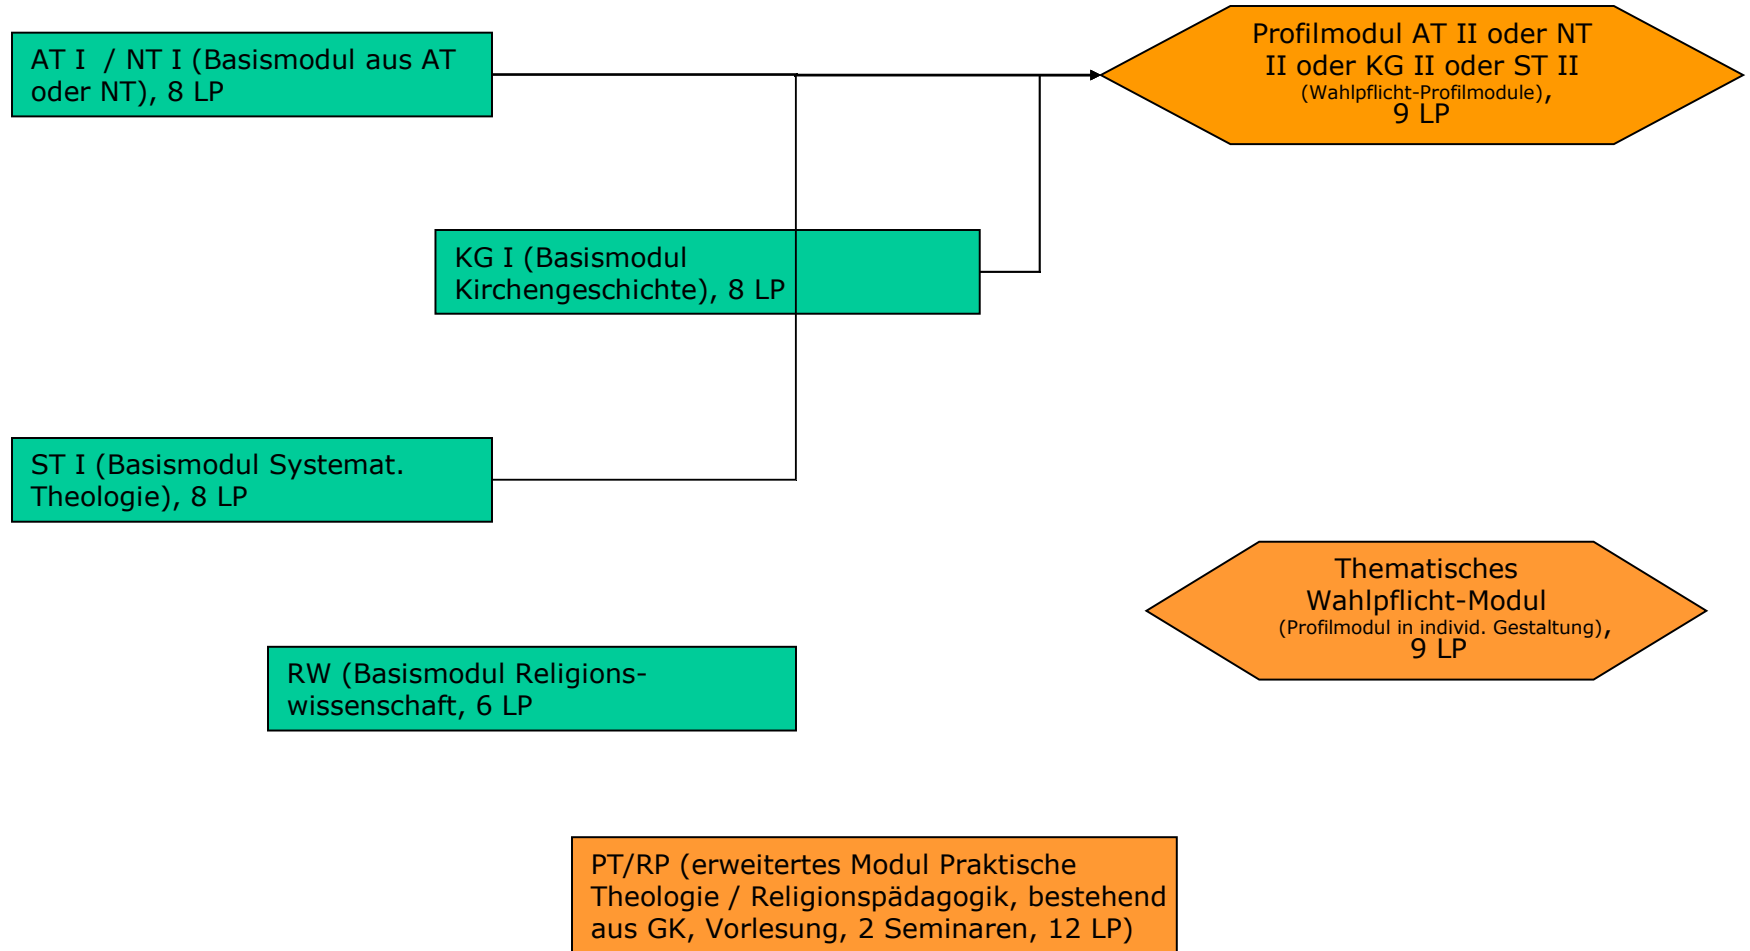 AT I / NT I (Basismodul aus AT
oder NT), 8 LP
Profilmodul AT II oder NT
II oder KG II oder ST II
(Wahlpflicht-Profilmodule),
9 LP
KG I (Basismodul
Kirchengeschichte), 8 LP
ST I (Basismodul Systemat.
Theologie), 8 LP
Thematisches
Wahlpflicht-Modul
(Profilmodul in individ. Gestaltung),
9 LP
RW (Basismodul Religions-
wissenschaft, 6 LP
PT/RP (erweitertes Modul Praktische
Theologie / Religionspädagogik, bestehend
aus GK, Vorlesung, 2 Seminaren, 12 LP)